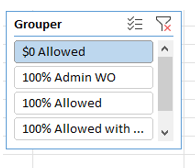 Grouper
$0 Allowed
100% Admin WO
100% Allowed
100% Allowed with ...